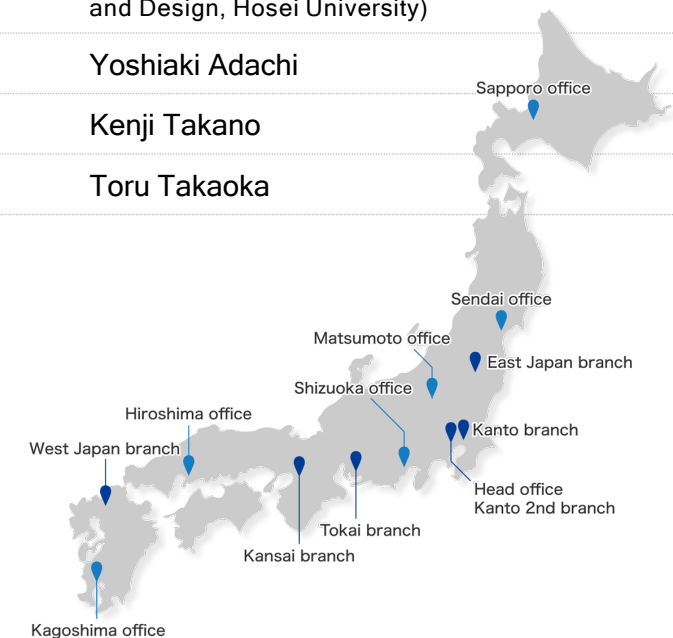 and Design, Hosei University)
Yoshiaki Adachi
Kenji Takano
Toru Takaoka
Sapporo office
Sendai office
Matsumoto office
East Japan branch
Shizuoka office
Hiroshima office
Kanto branch
West Japan branch
Head office
Kanto 2nd branch
Tokai branch
Kansai branch
Kagoshima office